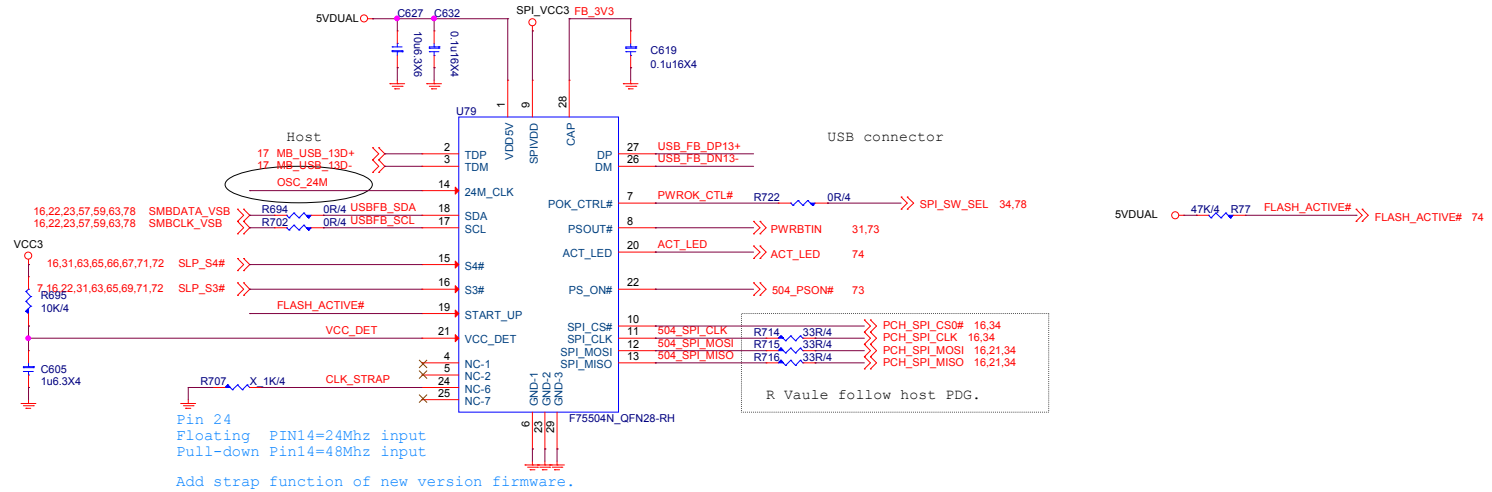 5VDUAL
C627
C632
10u6.3X6
0.1u16X4
SPI_VCC3
FB_3V3
C619
0.1u16X4
U79
1
9
28
VDD5V
SPIVDD
CAP
Host
USB connector
17 MB_USB_13D+
2
TDP
17 MB_USB_13D-
3
TDM
OSC_24M
14
24M_CLK
16,22,23,57,59,63,78 SMBDATA_VSB
R694
0R/4
USBFB_SDA
18
SDA
16,22,23,57,59,63,78 SMBCLK_VSB
R702
0R/4
USBFB_SCL
17
SCL
VCC3
16,31,63,65,66,67,71,72 SLP_S4#
15
S4#
7,16,22,31,63,65,69,71,72 SLP_S3#
16
S3#
R695
10K/4
FLASH_ACTIVE#
19
START_UP
VCC_DET
21
VCC_DET
C605
1u6.3X4
4
NC-1
5
NC-2
R707
X_1K/4
CLK_STRAP
24
NC-6
25
NC-7
DP
27
USB_FB_DP13+
DM
26
USB_FB_DN13-
POK_CTRL#
7
PWROK_CTL#
R722
0R/4
SPI_SW_SEL 34,78
PSOUT#
8
PWRBTIN 31,73
ACT_LED
20
ACT_LED
ACT_LED 74
PS_ON#
22
504_PSON# 73
SPI_CS#
10
PCH_SPI_CS0# 16,34
SPI_CLK
11
504_SPI_CLK
R714
33R/4
PCH_SPI_CLK 16,34
SPI_MOSI
12
504_SPI_MOSI
R715
33R/4
PCH_SPI_MOSI 16,21,34
SPI_MISO
13
504_SPI_MISO
R716
33R/4
PCH_SPI_MISO 16,21,34
R Vaule follow host PDG.
GND-1
GND-2
GND-3
6
23
29
F75504N_QFN28-RH
5VDUAL
47K/4
R77
FLASH_ACTIVE#
FLASH_ACTIVE# 74
Pin 24
Floating PIN14=24Mhz input
Pull-down Pin14=48Mhz input
Add strap function of new version firmware.